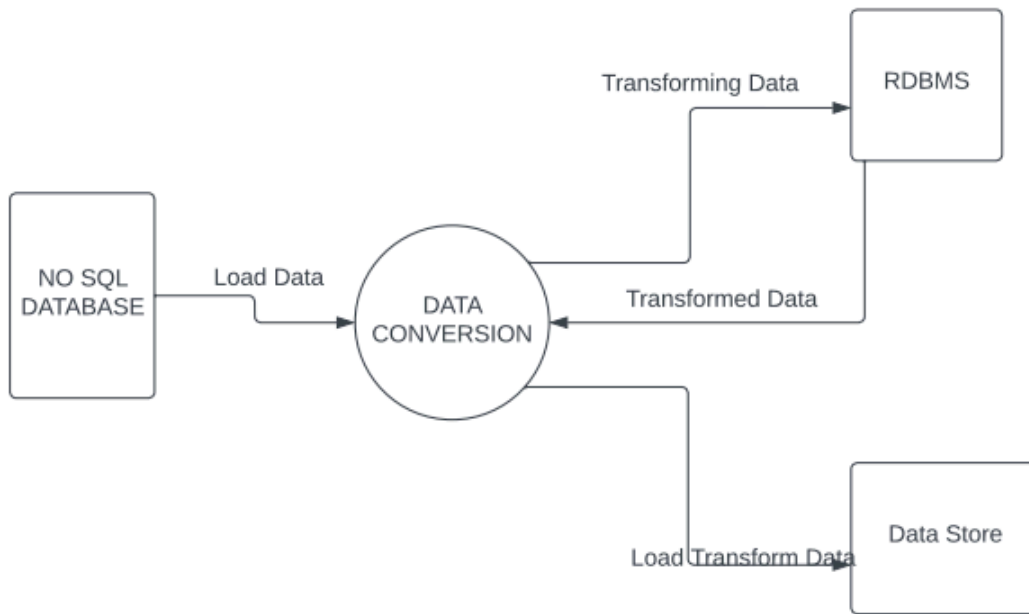 Transforming Data
RDBMS
NO SQL
DATABASE
Load Data
DATA
CONVERSION
Transformed Data
Data Store
Load Transform Data